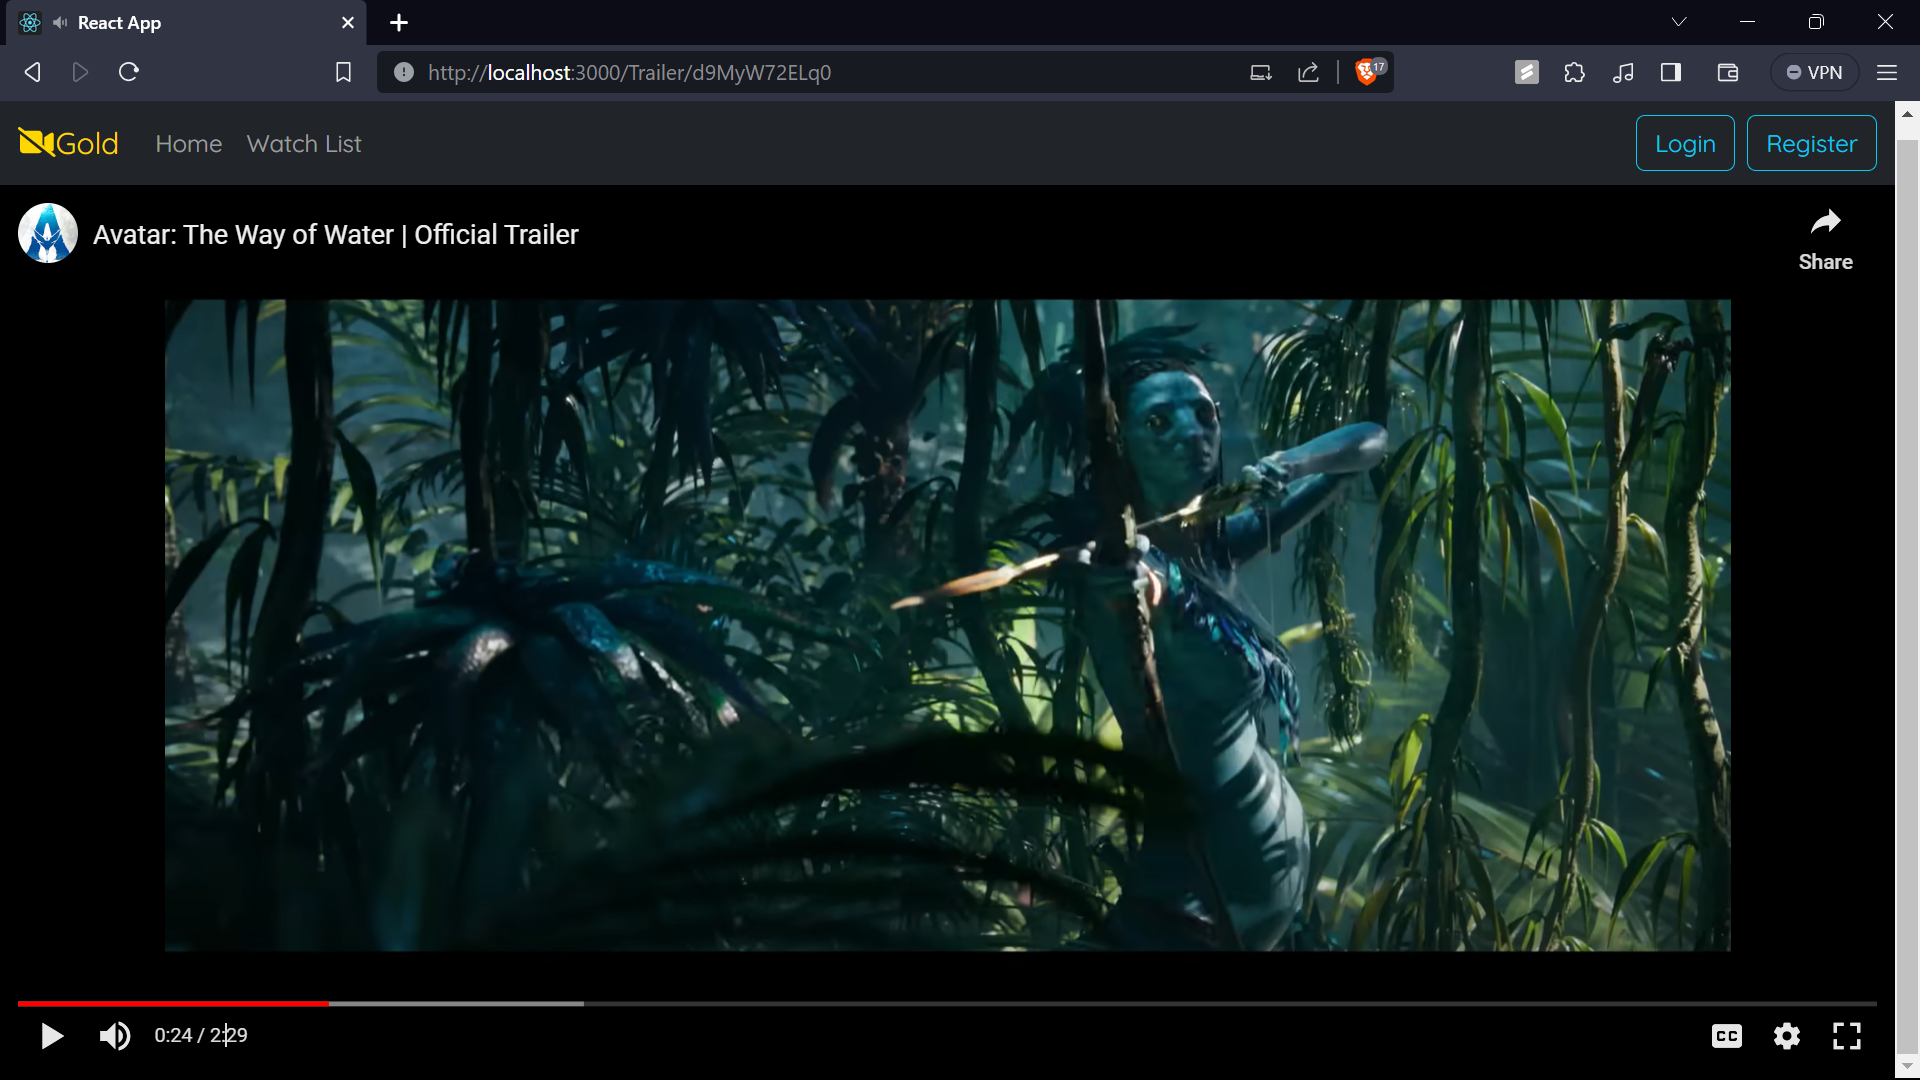 React App
http://localhost:3000/Trailer/d9MyW72ELq0
17
VPN
Gold
Home
Watch List
Login
Register
Avatar: The Way of Water | Official Trailer
Share
0:24 / 2:29
CC